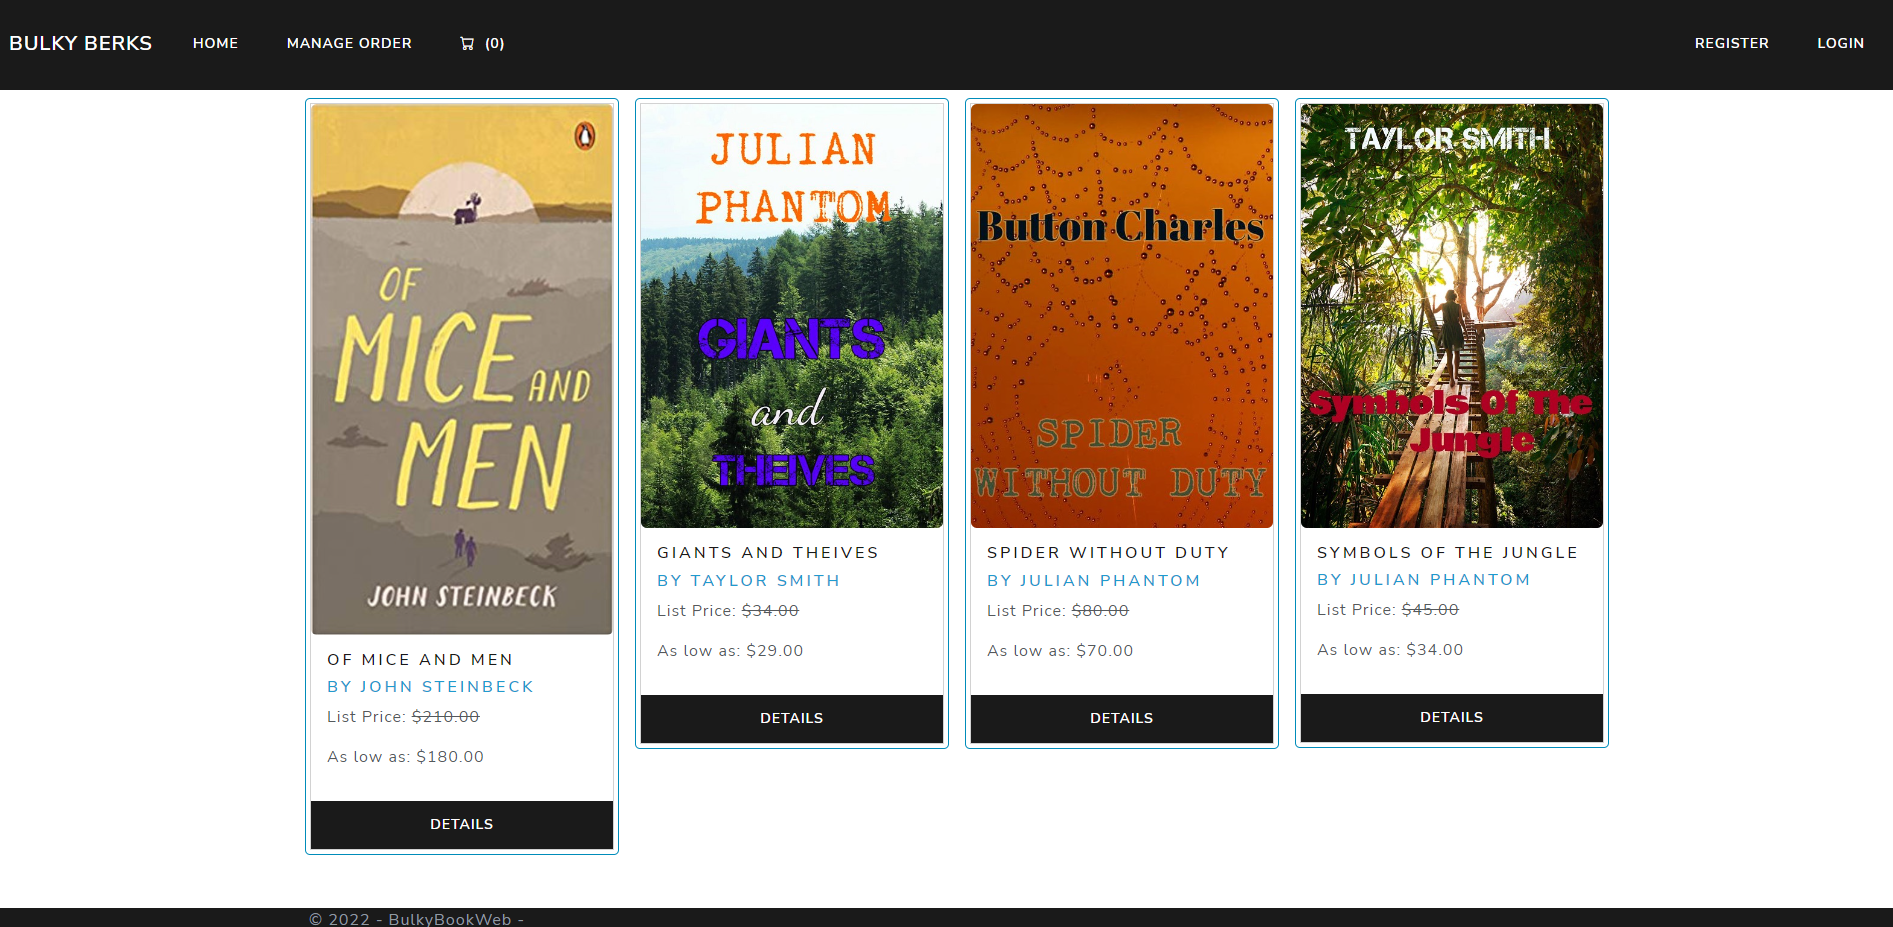 BULKY BERKS
HOME
MANAGE ORDER
(0)
REGISTER
LOGIN
OF
MICE AND
MEN
JOHN STEINBECK
OF MICE AND MEN
BY JOHN STEINBECK
List Price: $210.00
As low as: $180.00
DETAILS
JULIAN
PHANTOM
GIANTS
and
THEIVES
GIANTS AND THEIVES
BY TAYLOR SMITH
List Price: $34.00
As low as: $29.00
DETAILS
Button Charles
SPIDER
WITHOUT DUTY
SPIDER WITHOUT DUTY
BY JULIAN PHANTOM
List Price: $80.00
As low as: $70.00
DETAILS
TAYLOR SMITH
Symbols Of The
Jungle
SYMBOLS OF THE JUNGLE
BY JULIAN PHANTOM
List Price: $45.00
As low as: $34.00
DETAILS
© 2022 - BulkyBookWeb -